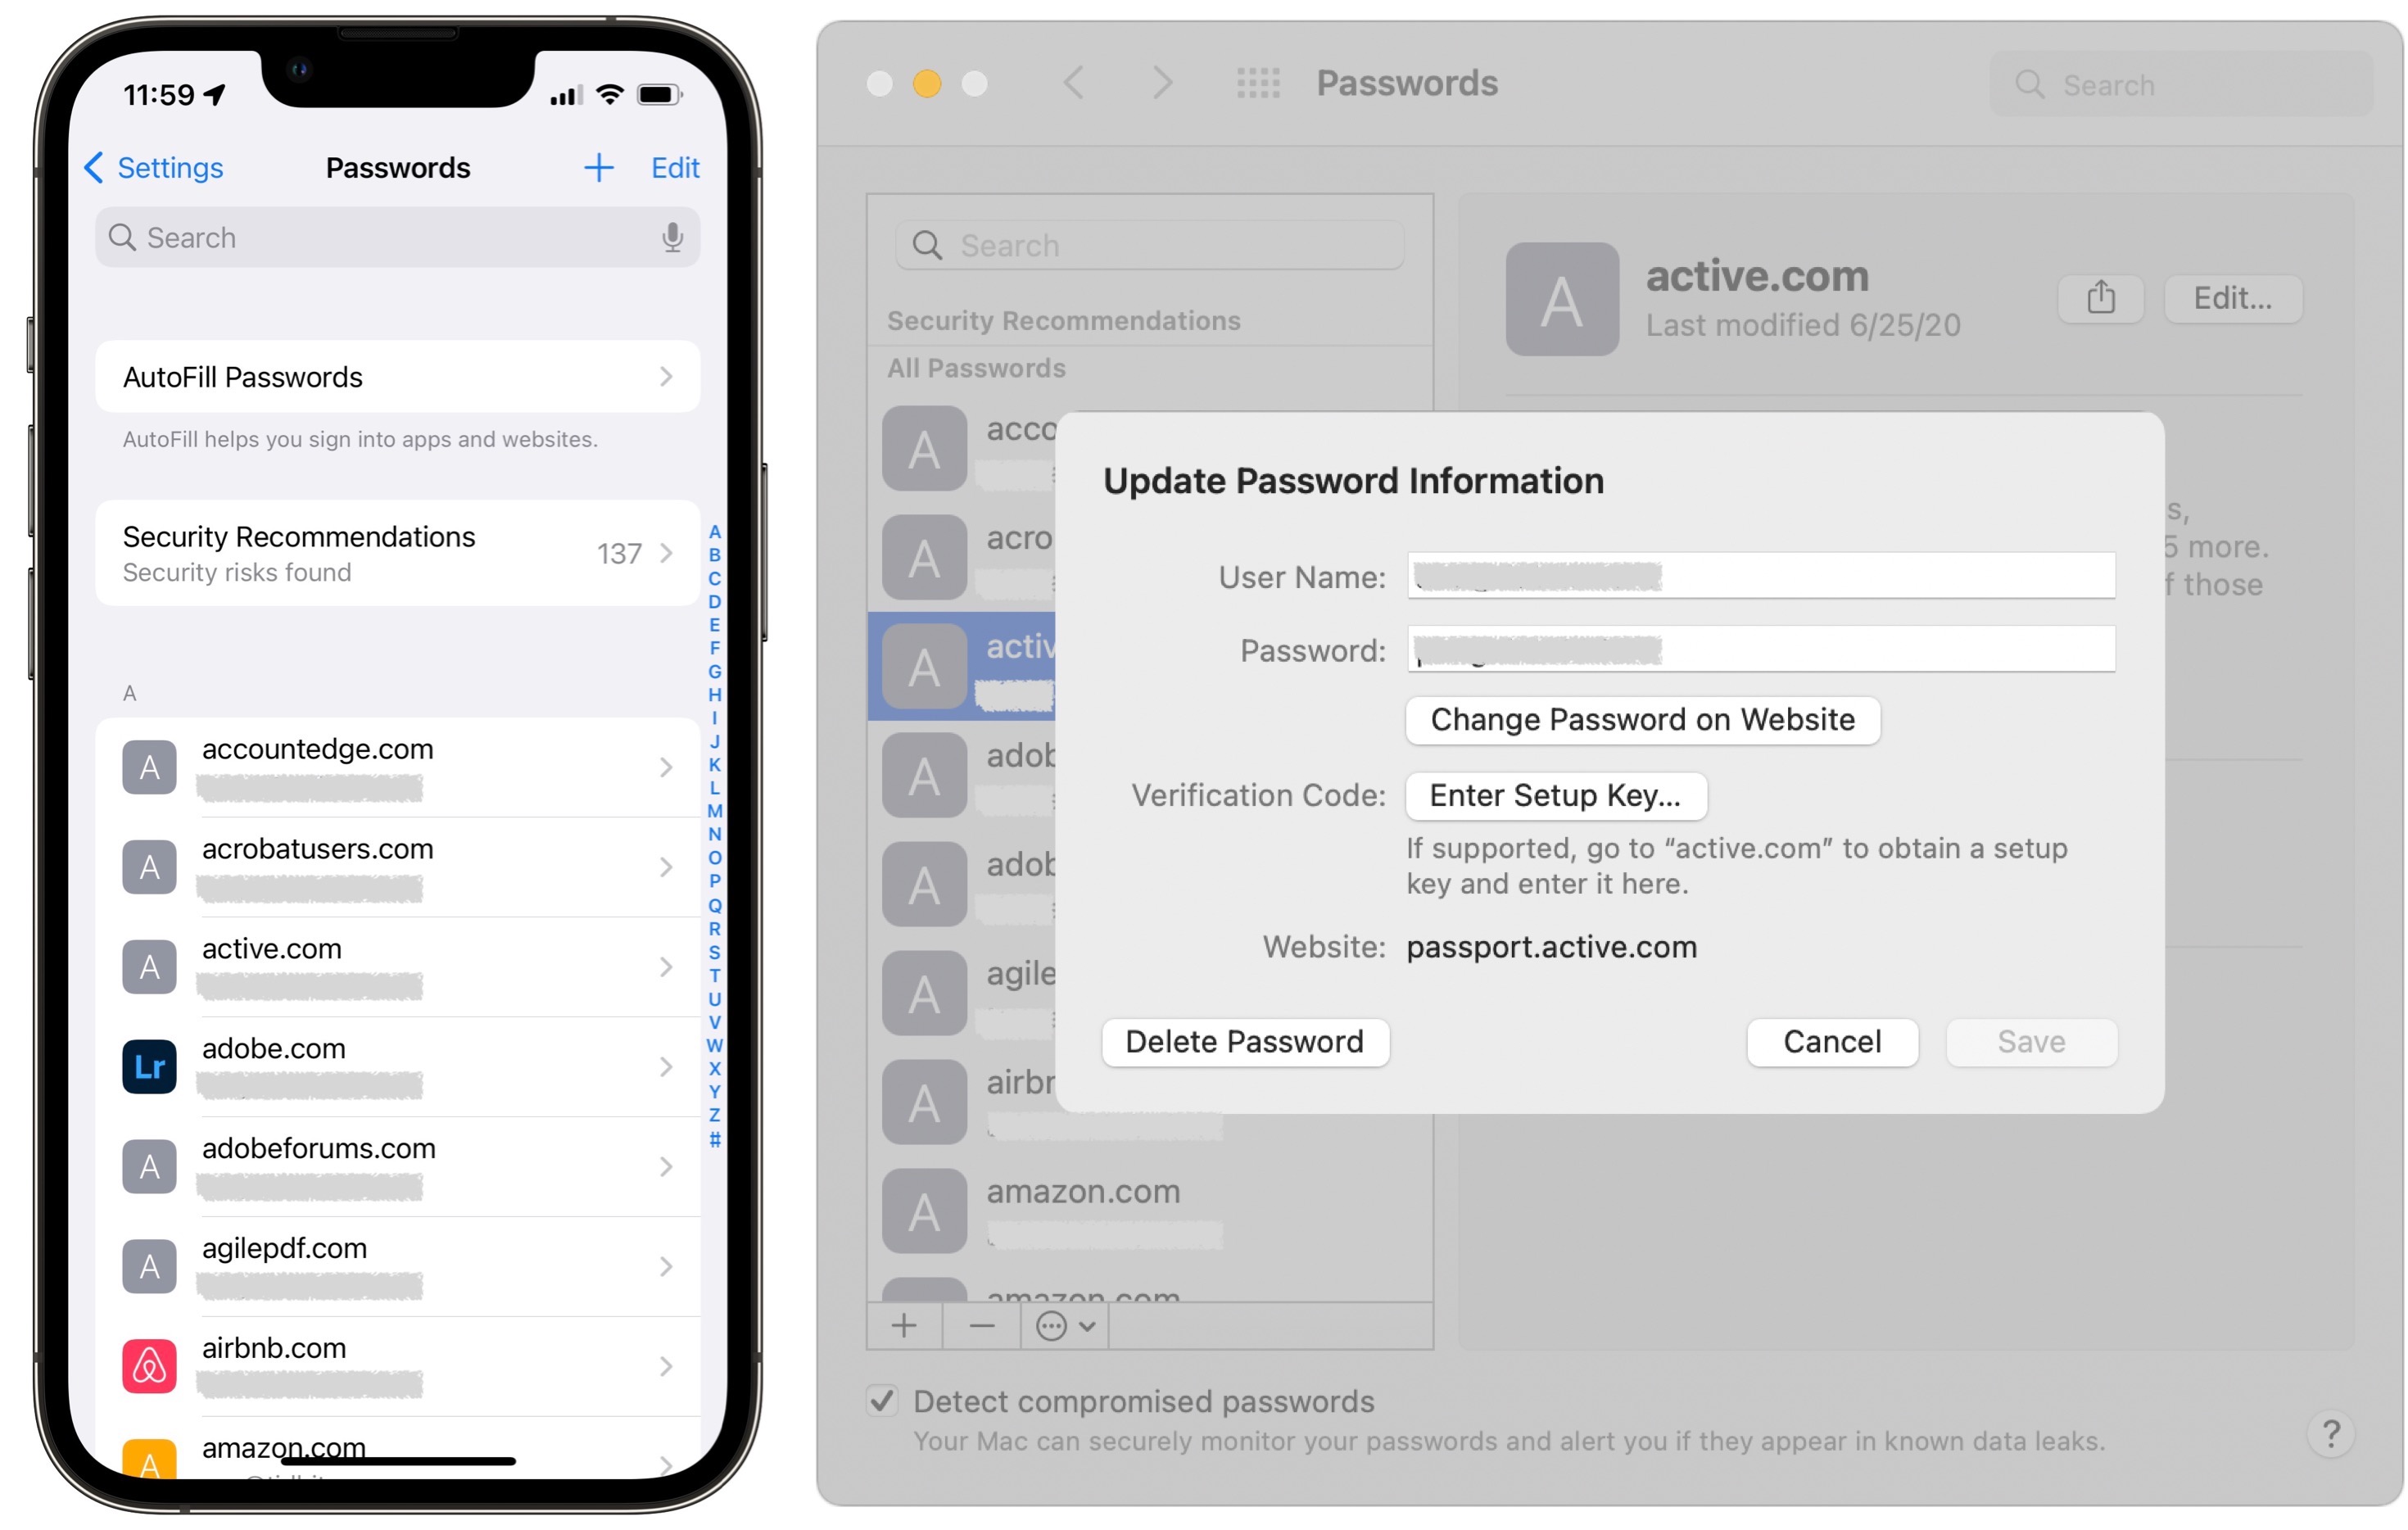 11:59
Settings
Passwords
Edit
Search
AutoFill Passwords
AutoFill helps you sign into apps and websites.
Security Recommendations
137
Security risks found
A
A
B
C
D
E
F
G
H
I
J
K
L
M
N
O
P
Q
R
S
T
U
V
W
X
Y
Z
#
A
accountedge.com
A
acrobatusers.com
A
active.com
Lr
adobe.com
A
adobeforums.com
A
agilepdf.com
airbnb.com
A
amazon.com
Passwords
Search
Search
Security Recommendations
All Passwords
A
acco
A
acro
A
activ
A
adob
A
adob
A
agile
A
airbr
A
amazon.com
amazon.com
A
active.com
Last modified 6/25/20
Edit...
s,
5 more.
f those
Update Password Information
User Name:
Password:
Change Password on Website
Verification Code:
Enter Setup Key...
If supported, go to “active.com” to obtain a setup
key and enter it here.
Website:
passport.active.com
Delete Password
Cancel
Save
Detect compromised passwords
Your Mac can securely monitor your passwords and alert you if they appear in known data leaks.
?